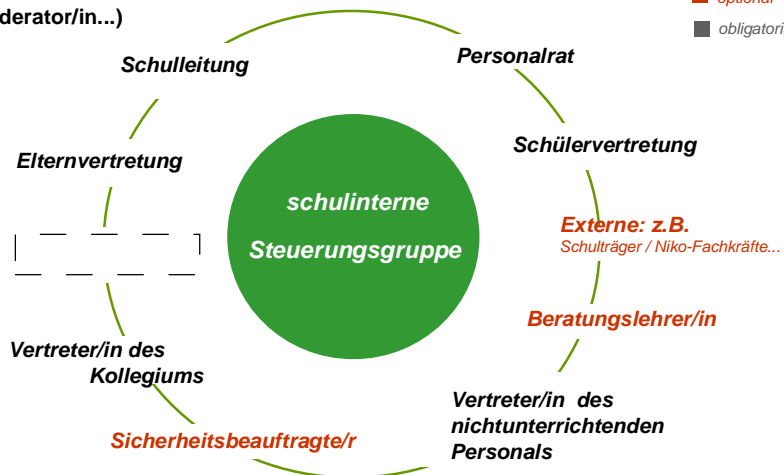 derator/in...)
optional
obligatori
Schulleitung
Personalrat
Elternvertretung
Schülervertretung
schulinterne
Steuerungsgruppe
Externe: z.B.
Schulträger / Niko-Fachkräfte...
Beratungslehrer/in
Vertreter/in des
Kollegiums
Vertreter/in des
nichtunterrichtenden
Personals
Sicherheitsbeauftragte/r